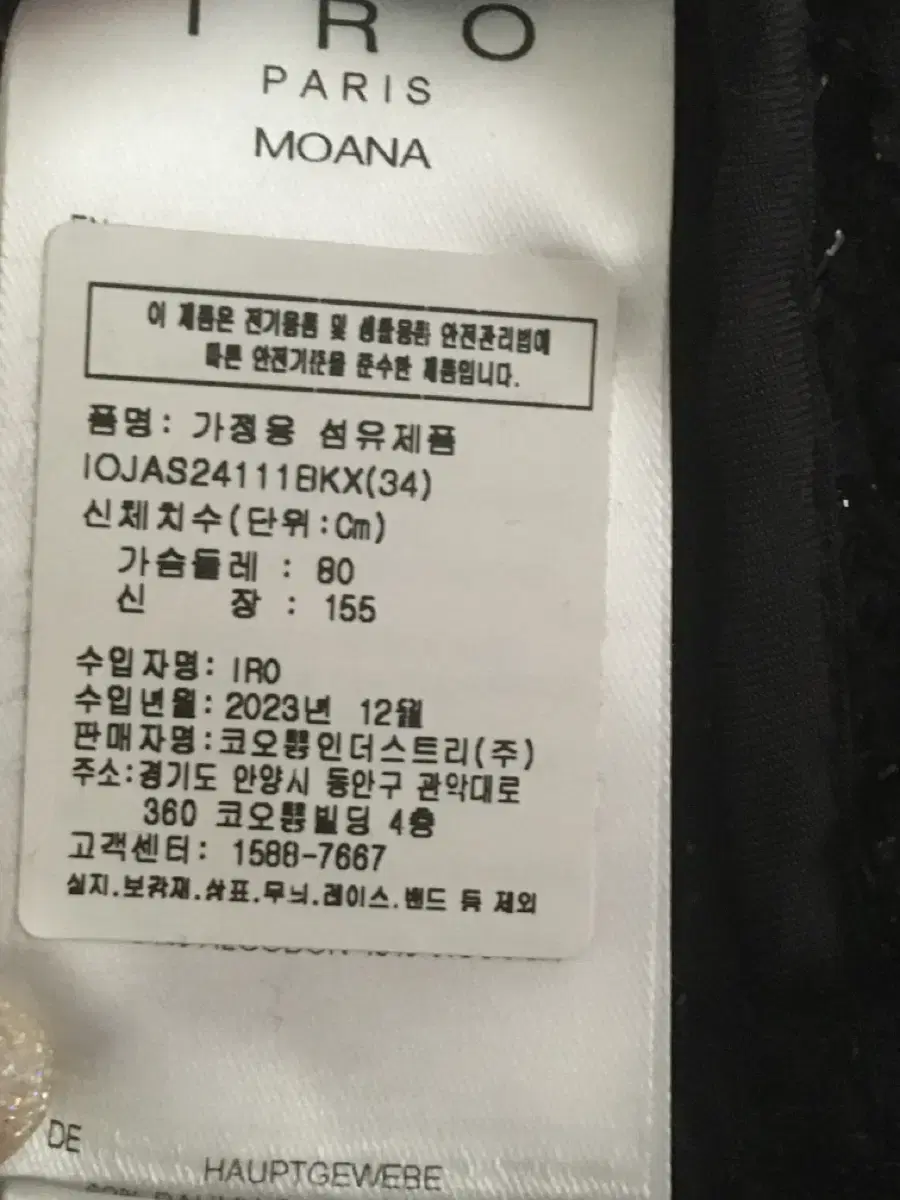 IRO
PARIS
MOANA
이 제품은 전기용품 및 생활용품 안전관리법에
따른 안전기준을 준수한 제품입니다.
품명: 가정용 섬유제품
IOJAS24111BKX(34)
신체치수(단위:Cm)
가슴둘레 : 80
신 장 : 155
수입자명: IRO
수입년월: 2023년 12월
판매자명:코오롱인더스트리(주)
주소:경기도 안양시 동안구 관악대로
360 코오롱빌딩 4층
고객센터: 1588-7667
심지.보강재.상표.무늬.레이스.밴드 등 제외
DE
HAUPTGEWEBE